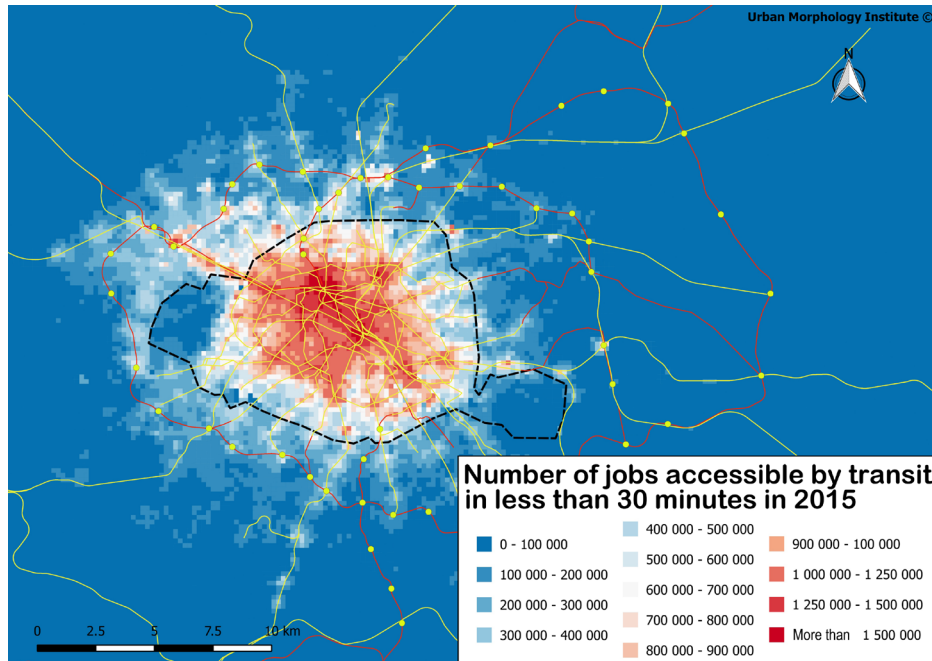 Urban Morphology Institute ©
N
Number of jobs accessible by transit
in less than 30 minutes in 2015
0 - 100 000
100 000 - 200 000
200 000 - 300 000
300 000 - 400 000
400 000 - 500 000
500 000 - 600 000
600 000 - 700 000
700 000 - 800 000
800 000 - 900 000
900 000 - 100 000
1 000 000 - 1 250 000
1 250 000 - 1 500 000
More than 1 500 000
0 2.5 5 7.5 10 km